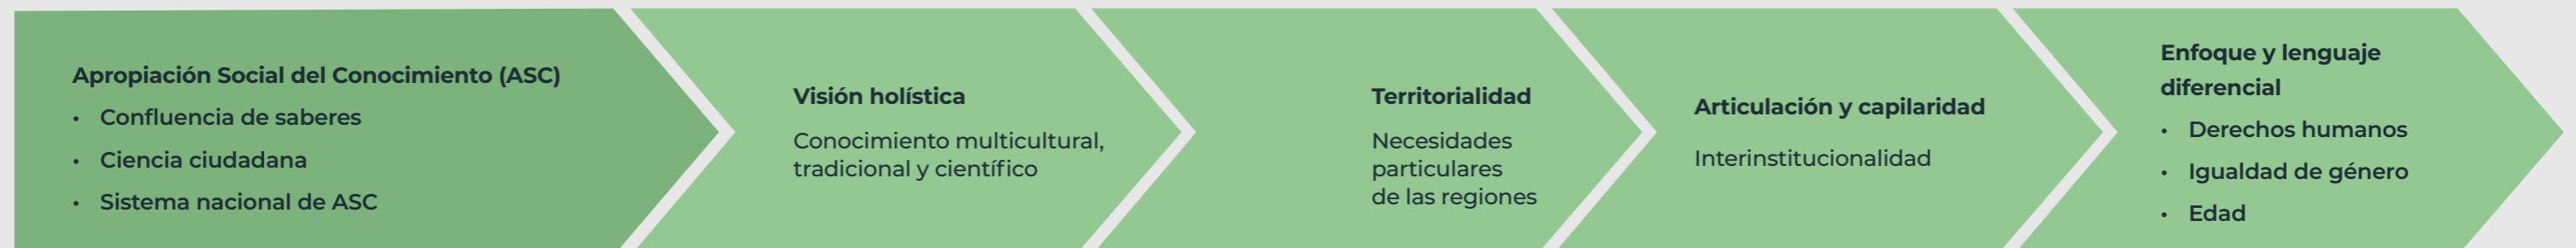 Apropiación Social del Conocimiento (ASC)
• Confluencia de saberes
• Ciencia ciudadana
• Sistema nacional de ASC
Visión holística
Conocimiento multicultural,
tradicional y científico
Territorialidad
Necesidades
particulares
de las regiones
Articulación y capilaridad
Interinstitucionalidad
Enfoque y lenguaje
diferencial
• Derechos humanos
• Igualdad de género
• Edad